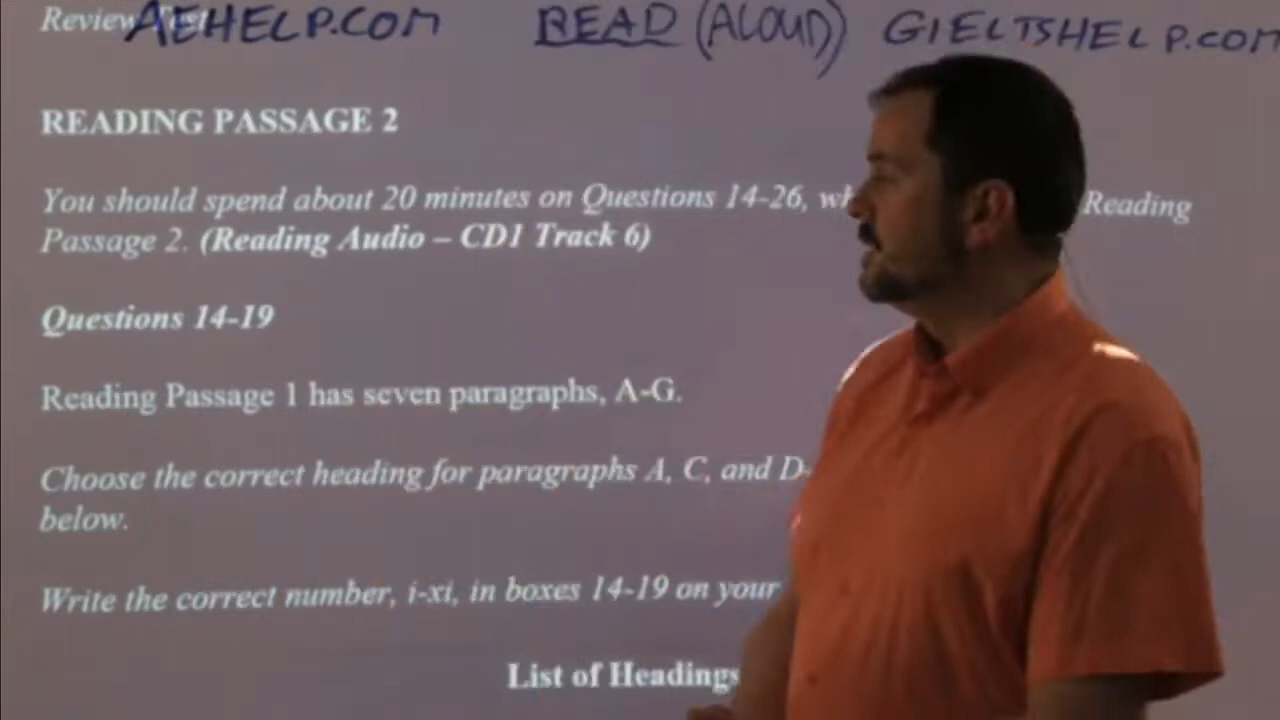 Review Test AEHELP.COM READ (ALOUD) GIELTSHELP.COM
READING PASSAGE 2
You should spend about 20 minutes on Questions 14-26, Reading
Passage 2. (Reading Audio – CD1 Track 6)
Questions 14-19
Reading Passage 1 has seven paragraphs, A-G.
Choose the correct heading for paragraphs A, C, and D-
below.
Write the correct number, i-xi, in boxes 14-19 on your
List of Headings